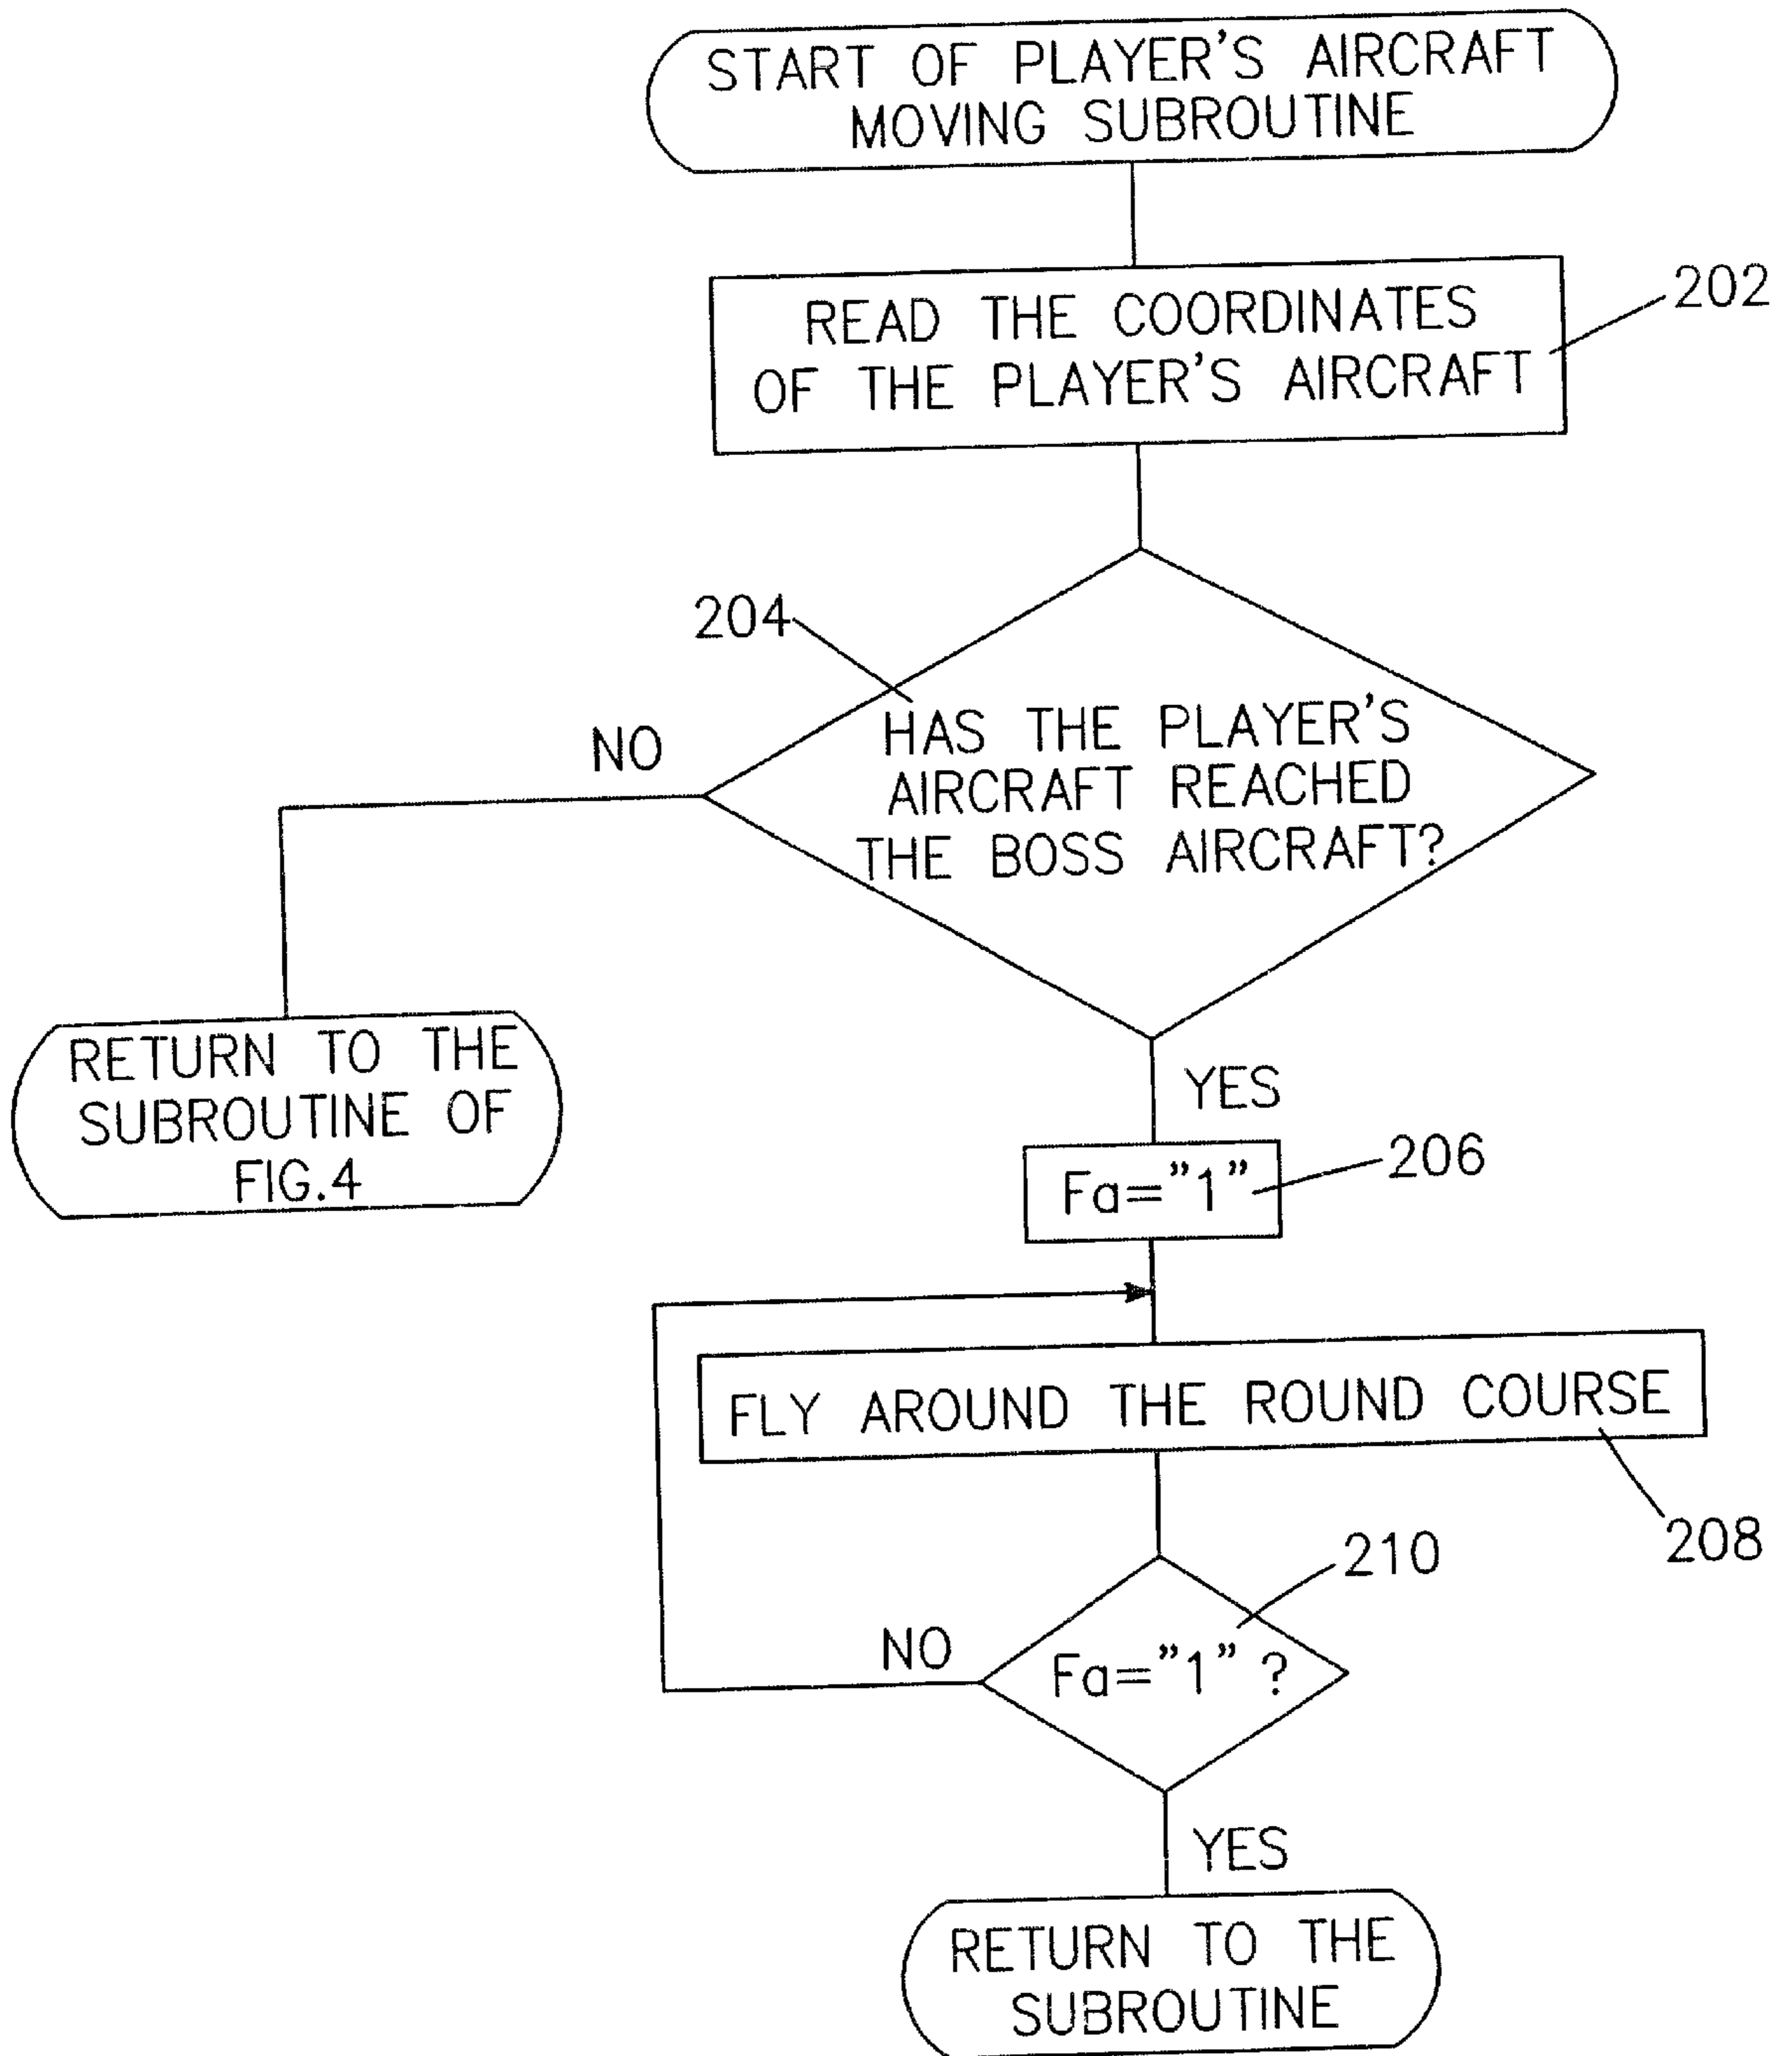 START OF PLAYER'S AIRCRAFT
MOVING SUBROUTINE
READ THE COORDINATES
OF THE PLAYER'S AIRCRAFT
202
204
HAS THE PLAYER'S
AIRCRAFT REACHED
THE BOSS AIRCRAFT?
NO
RETURN TO THE
SUBROUTINE OF
FIG.4
YES
Fa="1"
206
FLY AROUND THE ROUND COURSE
208
210
Fa="1" ?
NO
YES
RETURN TO THE
SUBROUTINE